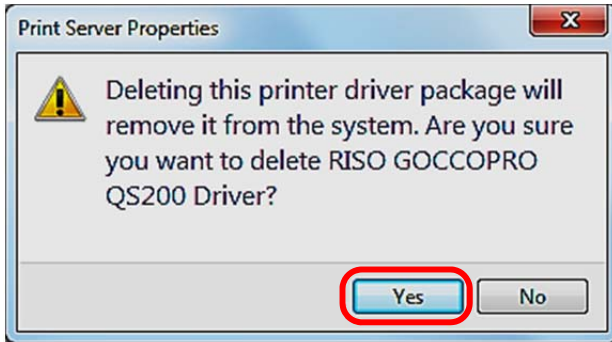 Print Server Properties
Deleting this printer driver package will
remove it from the system. Are you sure
you want to delete RISO GOCCOPRO
QS200 Driver?
Yes No